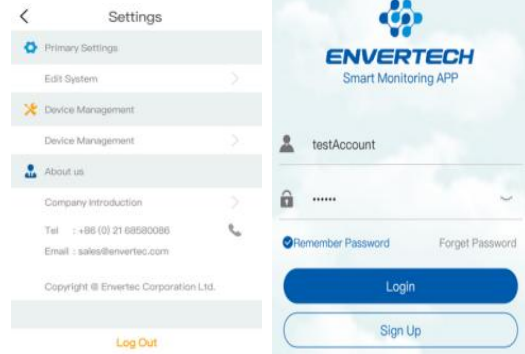 Settings
Primary Settings
Edit System
Device Management
Device Management
About us
Company Introduction
Tel : +86 (0) 21 68580086
Email : sales@envertec.com
Copyright @ Envertec Corporation Ltd.
Log Out
ENVERTECH
Smart Monitoring APP
testAccount
••••••
Remember Password Forget Password
Login
Sign Up